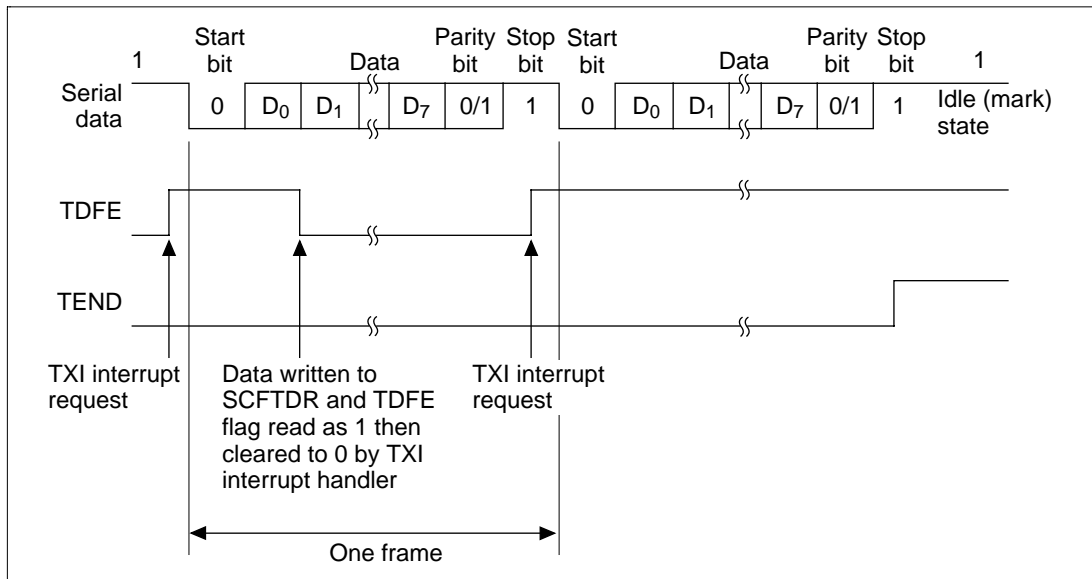 Start bit
Parity bit
Stop bit
Start bit
Parity bit
Stop bit
1
Data
Data
1
Serial data
0
D0
D1
D7
0/1
1
0
D0
D1
D7
0/1
1
Idle (mark) state
TDFE
TEND
TXI interrupt request
Data written to
SCFTDR and TDFE
flag read as 1 then
cleared to 0 by TXI
interrupt handler
TXI interrupt request
One frame